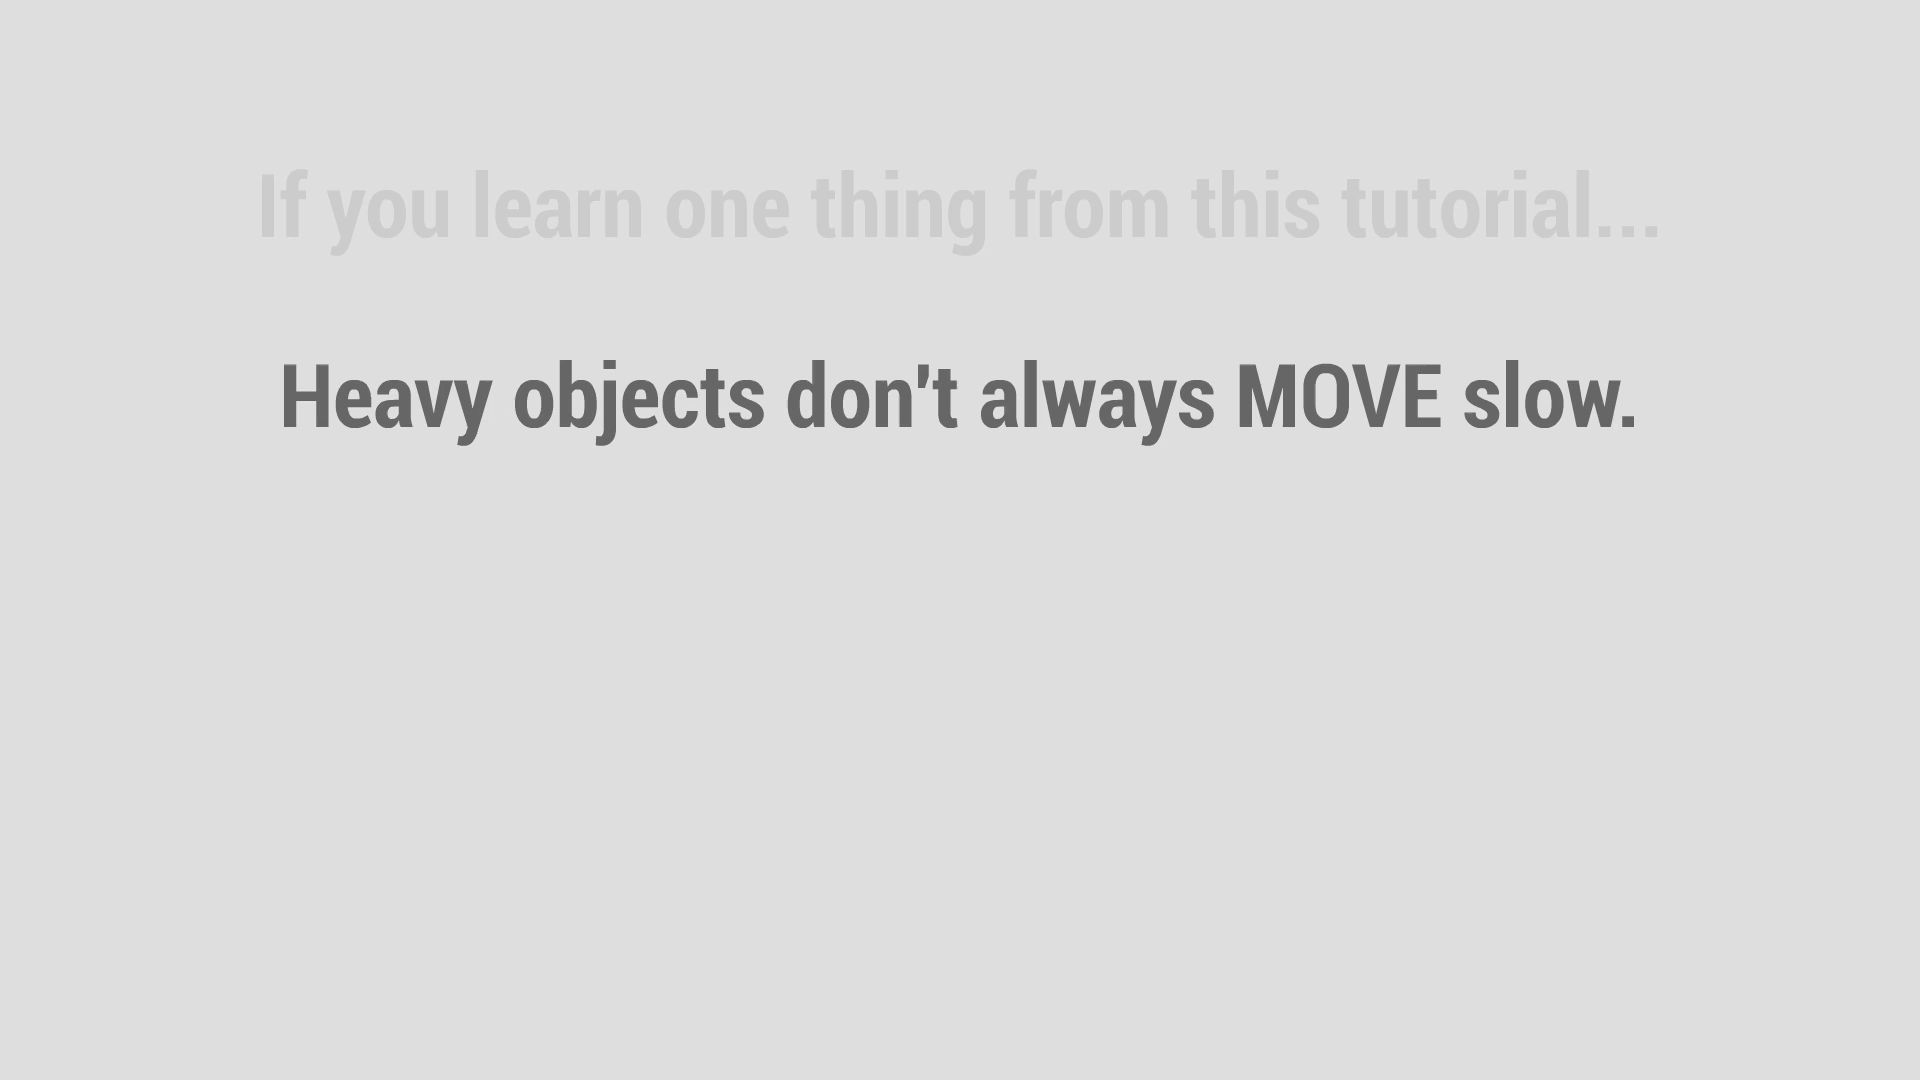 If you learn one thing from this tutorial...
Heavy objects don't always MOVE slow.